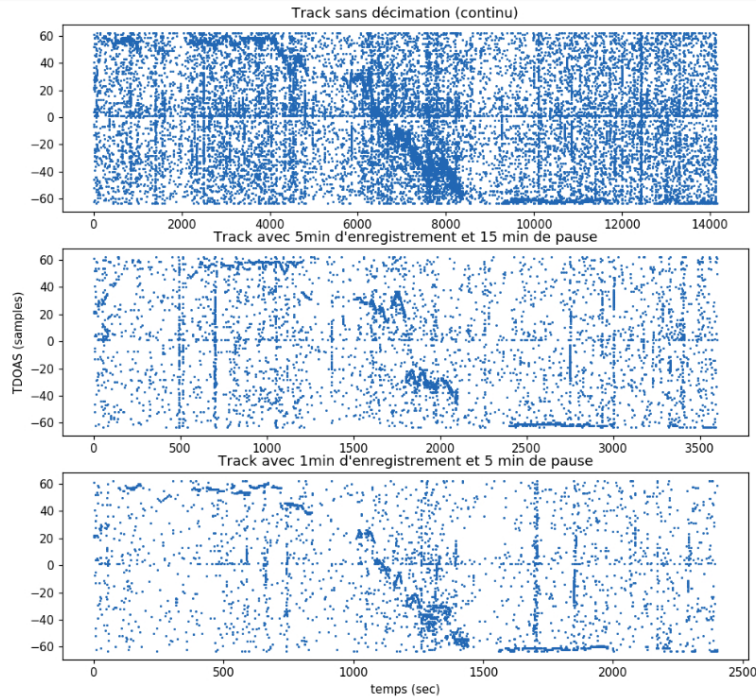 Track sans décimation (continu)
60
40
20
0
−20
−40
−60
0 2000 4000 6000 8000 10000 12000 14000
Track avec 5min d'enregistrement et 15 min de pause
TDOAS (samples)
60
40
20
0
−20
−40
−60
0 500 1000 1500 2000 2500 3000 3500
Track avec 1min d'enregistrement et 5 min de pause
60
40
20
0
−20
−40
−60
0 500 1000 1500 2000 2500
temps (sec)